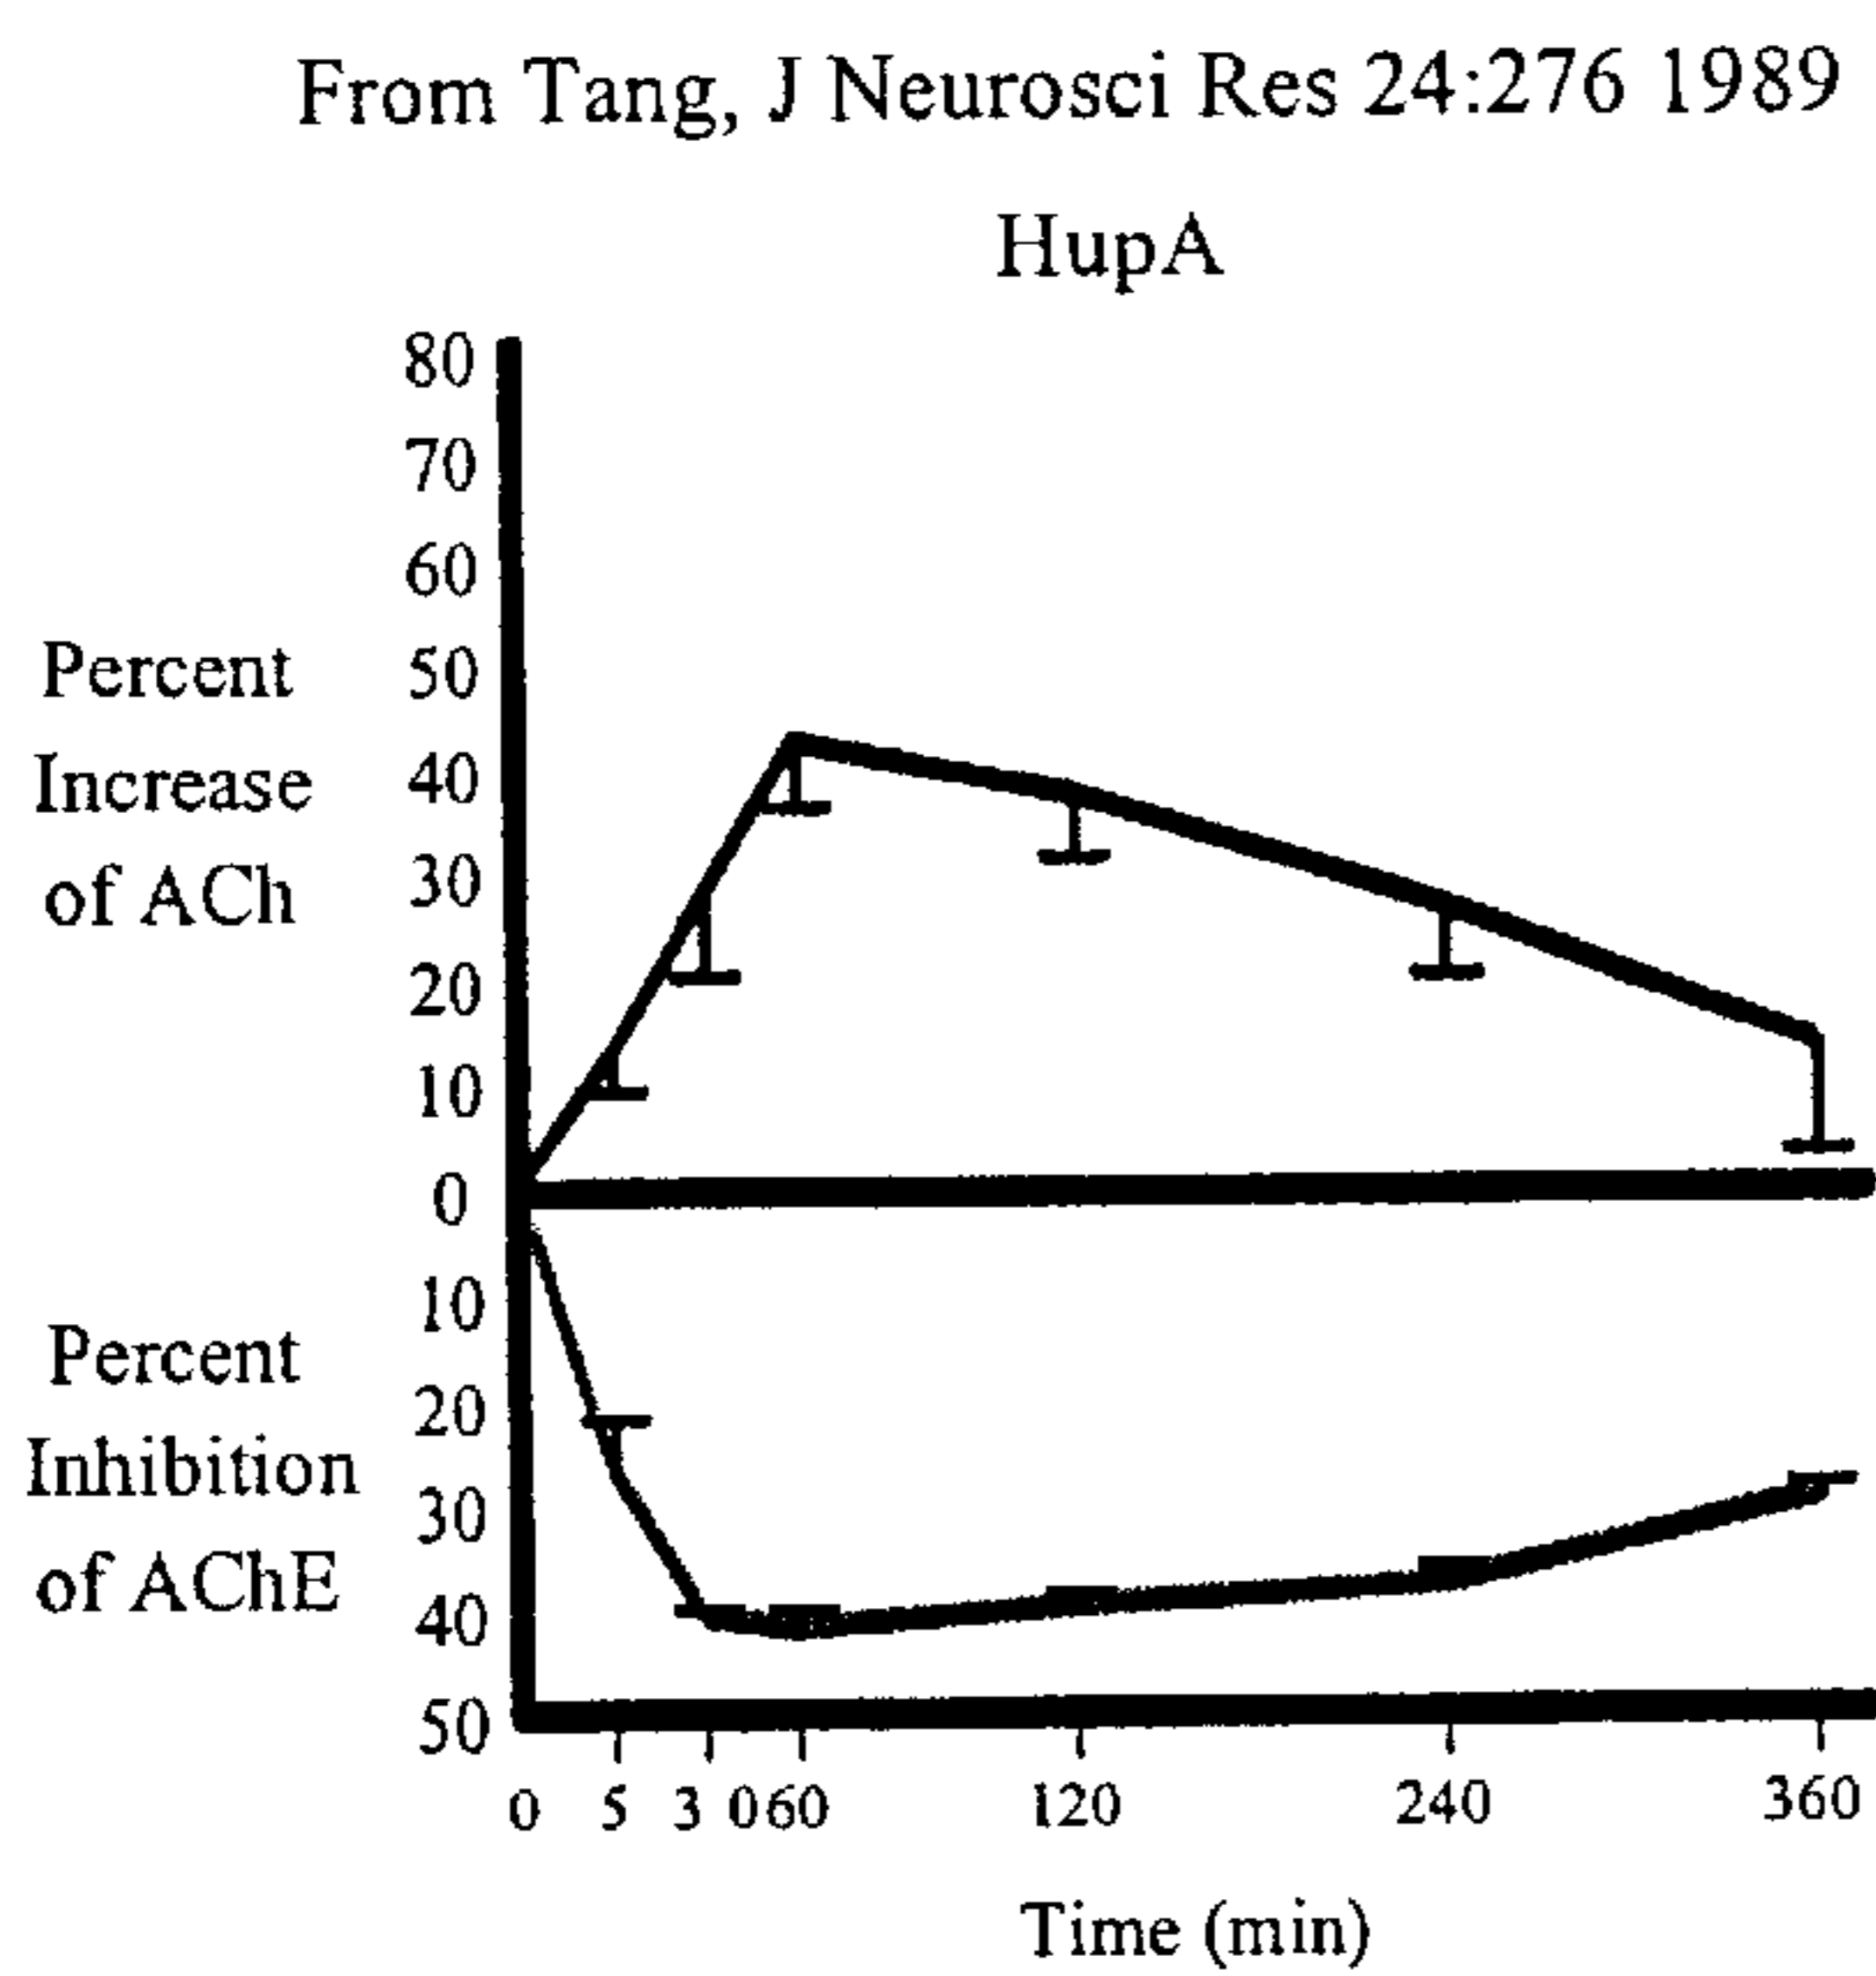 From Tang, J Neurosci Res 24:276 1989
HupA
80
70
60
50
40
30
20
10
0
10
20
30
40
50
Percent
Increase
of ACh
Percent
Inhibition
of AChE
0 5 3 060 120 240 360
Time (min)